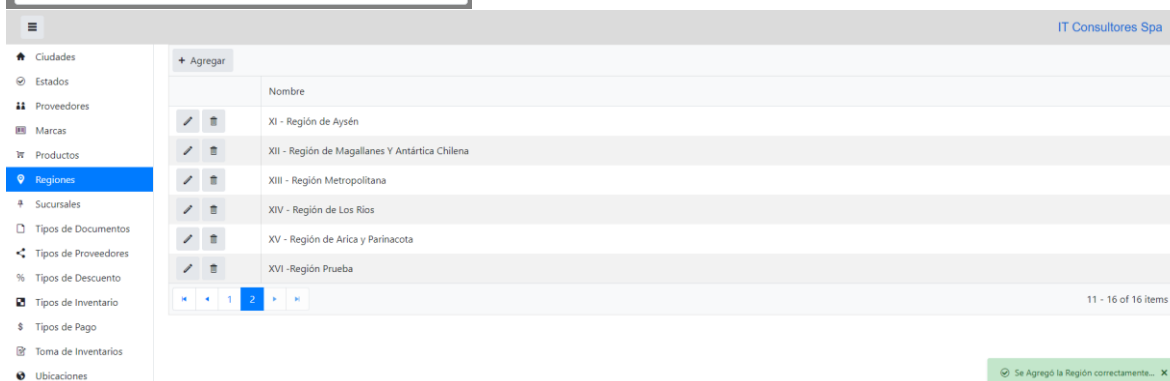 IT Consultores Spa
Ciudades
Estados
Proveedores
Marcas
Productos
Regiones
Sucursales
Tipos de Documentos
Tipos de Proveedores
% Tipos de Descuento
Tipos de Inventario
$ Tipos de Pago
Toma de Inventarios
Ubicaciones
+ Agregar
Nombre
XI - Región de Aysén
XII - Región de Magallanes Y Antártica Chilena
XIII - Región Metropolitana
XIV - Región de Los Rios
XV - Región de Arica y Parinacota
XVI -Región Prueba
1 2
11 - 16 of 16 items
Se Agregó la Región correctamente... x